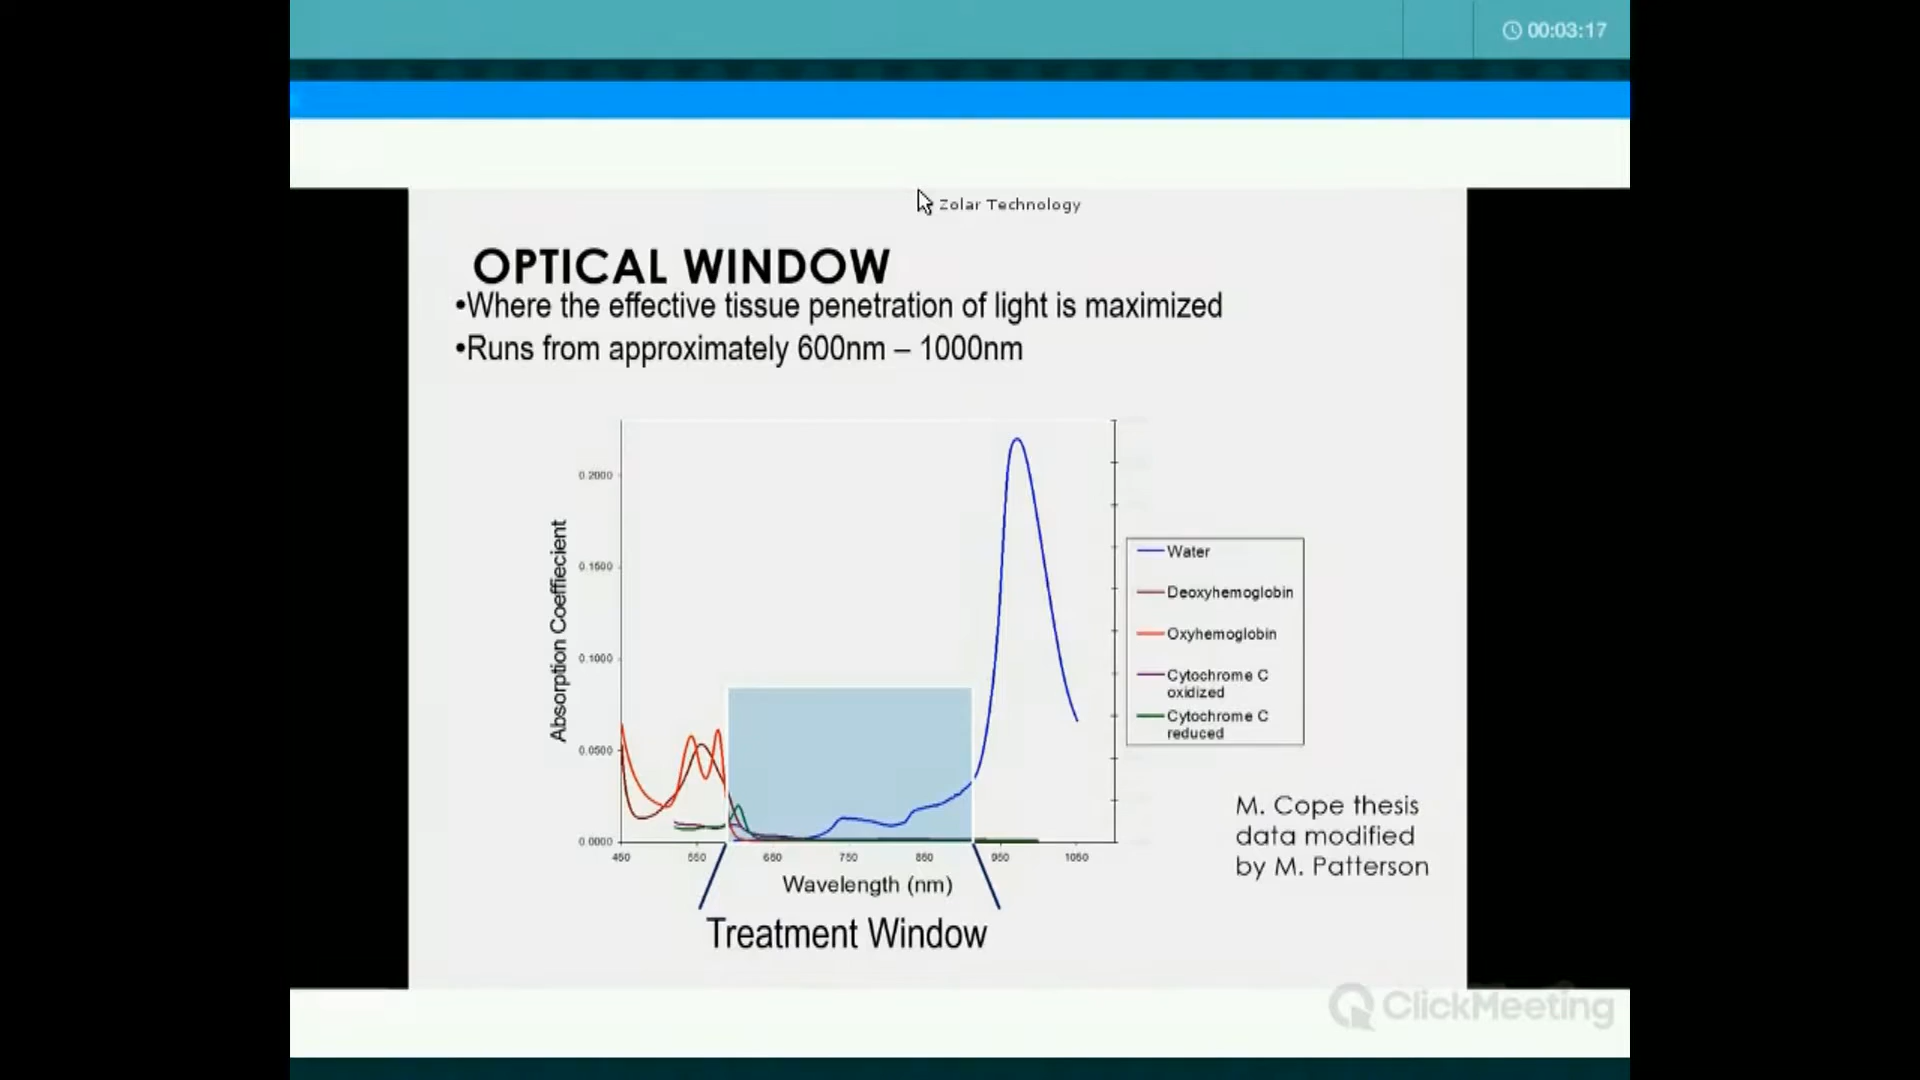 00:03:17
Zolar Technology
OPTICAL WINDOW
•Where the effective tissue penetration of light is maximized
•Runs from approximately 600nm – 1000nm
0.2000
0.1500
0.1000
0.0500
0.0000
Absorption Coeffiecient
450 550 650 750 850 950 1050
Wavelength (nm)
Treatment Window
Water
Deoxyhemoglobin
Oxyhemoglobin
Cytochrome C
oxidized
Cytochrome C
reduced
M. Cope thesis
data modified
by M. Patterson
ClickMeeting